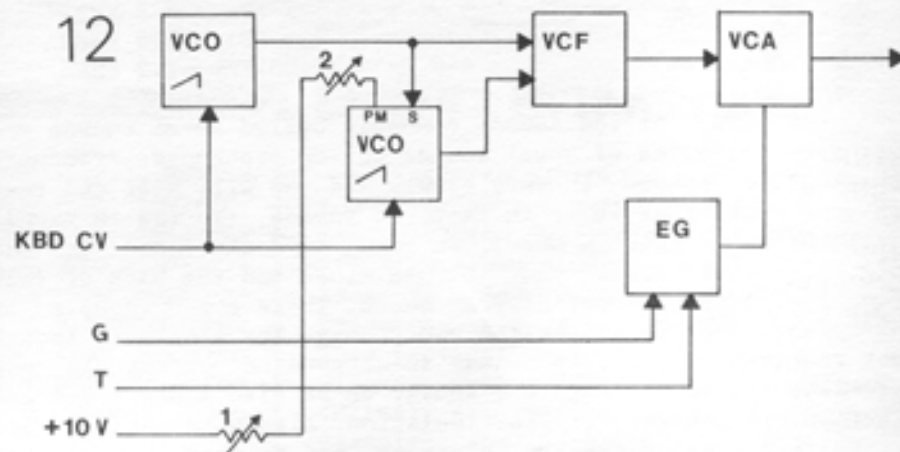 12
VCO
VCF
VCA
2
PM S
VCO
EG
KBD CV
G
T
1
+10 V